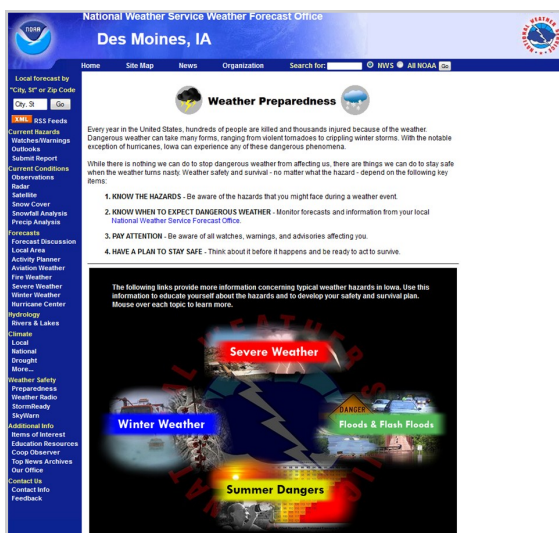 NOAA
National Weather Service Weather Forecast Office
Des Moines, IA
Home Site Map News Organization Search for: NWS All NOAA Go
Local forecast by
"City, St" or Zip Code
City, St Go
XML RSS Feeds
Current Hazards
Watches/Warnings
Outlooks
Submit Report
Current Conditions
Observations
Radar
Satellite
Snow Cover
Snowfall Analysis
Precip Analysis
Forecasts
Forecast Discussion
Local Area
Activity Planner
Aviation Weather
Fire Weather
Severe Weather
Winter Weather
Hurricane Center
Hydrology
Rivers & Lakes
Climate
Local
National
Drought
More...
Weather Safety
Preparedness
Weather Radio
StormReady
SkyWarn
Additional Info
Items of Interest
Education Resources
Coop Observer
Top News Archives
Our Office
Contact Us
Contact Info
Feedback
Weather Preparedness
Every year in the United States, hundreds of people are killed and thousands injured because of the weather.
Dangerous weather can take many forms, ranging from violent tornadoes to crippling winter storms. With the notable
exception of hurricanes, Iowa can experience any of these dangerous phenomena.
While there is nothing we can do to stop dangerous weather from affecting us, there are things we can do to stay safe
when the weather turns nasty. Weather safety and survival - no matter what the hazard - depend on the following key
items:
1. KNOW THE HAZARDS - Be aware of the hazards that you might face during a weather event.
2. KNOW WHEN TO EXPECT DANGEROUS WEATHER - Monitor forecasts and information from your local
National Weather Service Forecast Office.
3. PAY ATTENTION - Be aware of all watches, warnings, and advisories affecting you.
4. HAVE A PLAN TO STAY SAFE - Think about it before it happens and be ready to act to survive.
The following links provide more information concerning typical weather hazards in Iowa. Use this
information to educate yourself about the hazards and to develop your safety and survival plan.
Mouse over each topic to learn more.
Severe Weather
DANGER
Winter Weather
Floods & Flash Floods
Summer Dangers